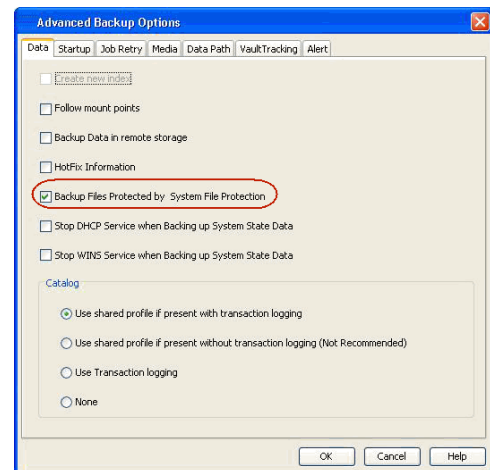 Advanced Backup Options
Data Startup Job Retry Media Data Path VaultTracking Alert
Create new index
Follow mount points
Backup Data in remote storage
HotFix Information
Backup Files Protected by System File Protection
Stop DHCP Service when Backing up System State Data
Stop WINS Service when Backing up System State Data
Catalog
Use shared profile if present with transaction logging
Use shared profile if present without transaction logging (Not Recommended)
Use Transaction logging
None
OK Cancel Help